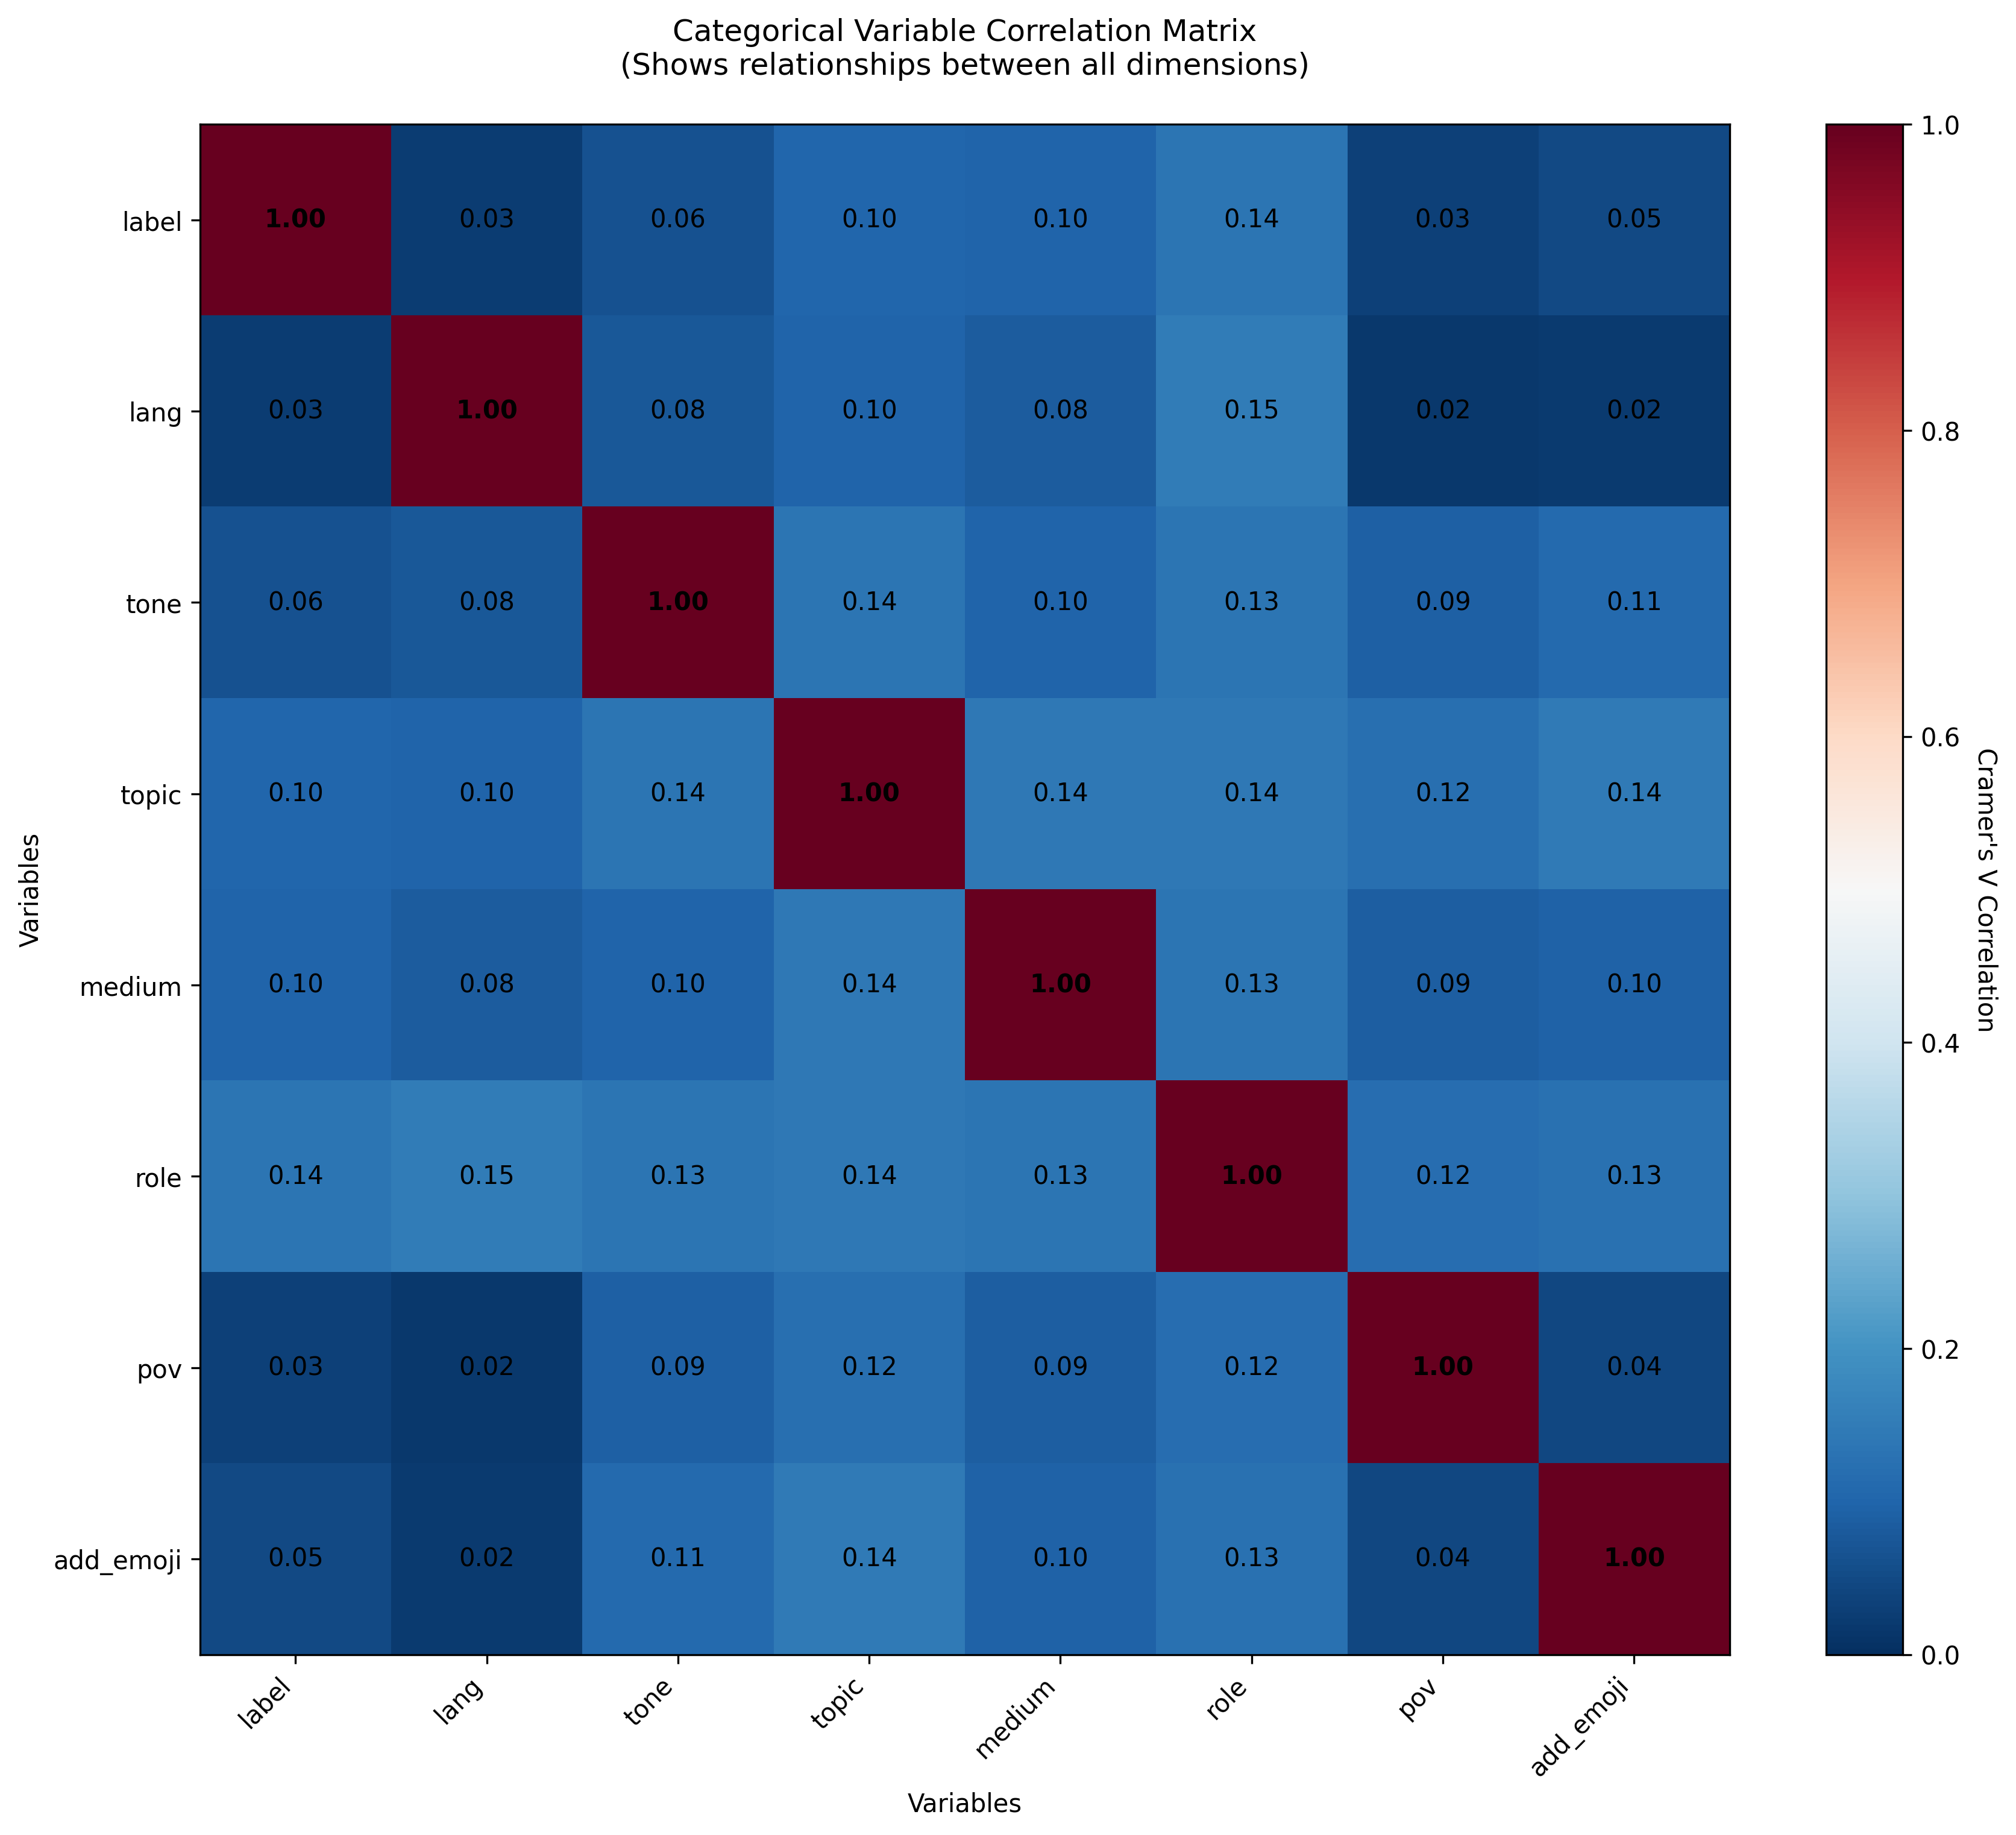 Categorical Variable Correlation Matrix
(Shows relationships between all dimensions)
label 1.00 0.03 0.06 0.10 0.10 0.14 0.03 0.05
lang 0.03 1.00 0.08 0.10 0.08 0.15 0.02 0.02
tone 0.06 0.08 1.00 0.14 0.10 0.13 0.09 0.11
topic 0.10 0.10 0.14 1.00 0.14 0.14 0.12 0.14
medium 0.10 0.08 0.10 0.14 1.00 0.13 0.09 0.10
role 0.14 0.15 0.13 0.14 0.13 1.00 0.12 0.13
pov 0.03 0.02 0.09 0.12 0.09 0.12 1.00 0.04
add_emoji 0.05 0.02 0.11 0.14 0.10 0.13 0.04 1.00
label lang tone topic medium role pov add_emoji
Variables
Variables
1.0
0.8
0.6
0.4
0.2
0.0
Cramer's V Correlation